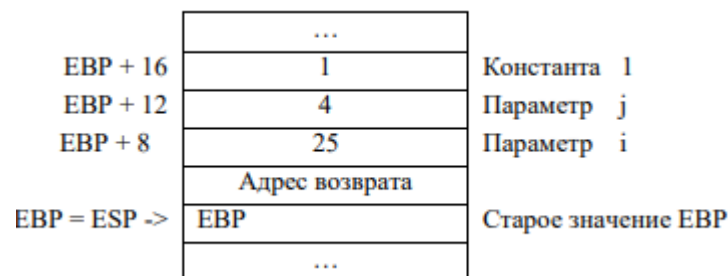 …
EBP + 16 1 Константа 1
EBP + 12 4 Параметр j
EBP + 8 25 Параметр i
Адрес возврата
EBP = ESP -> EBP Старое значение EBP
…